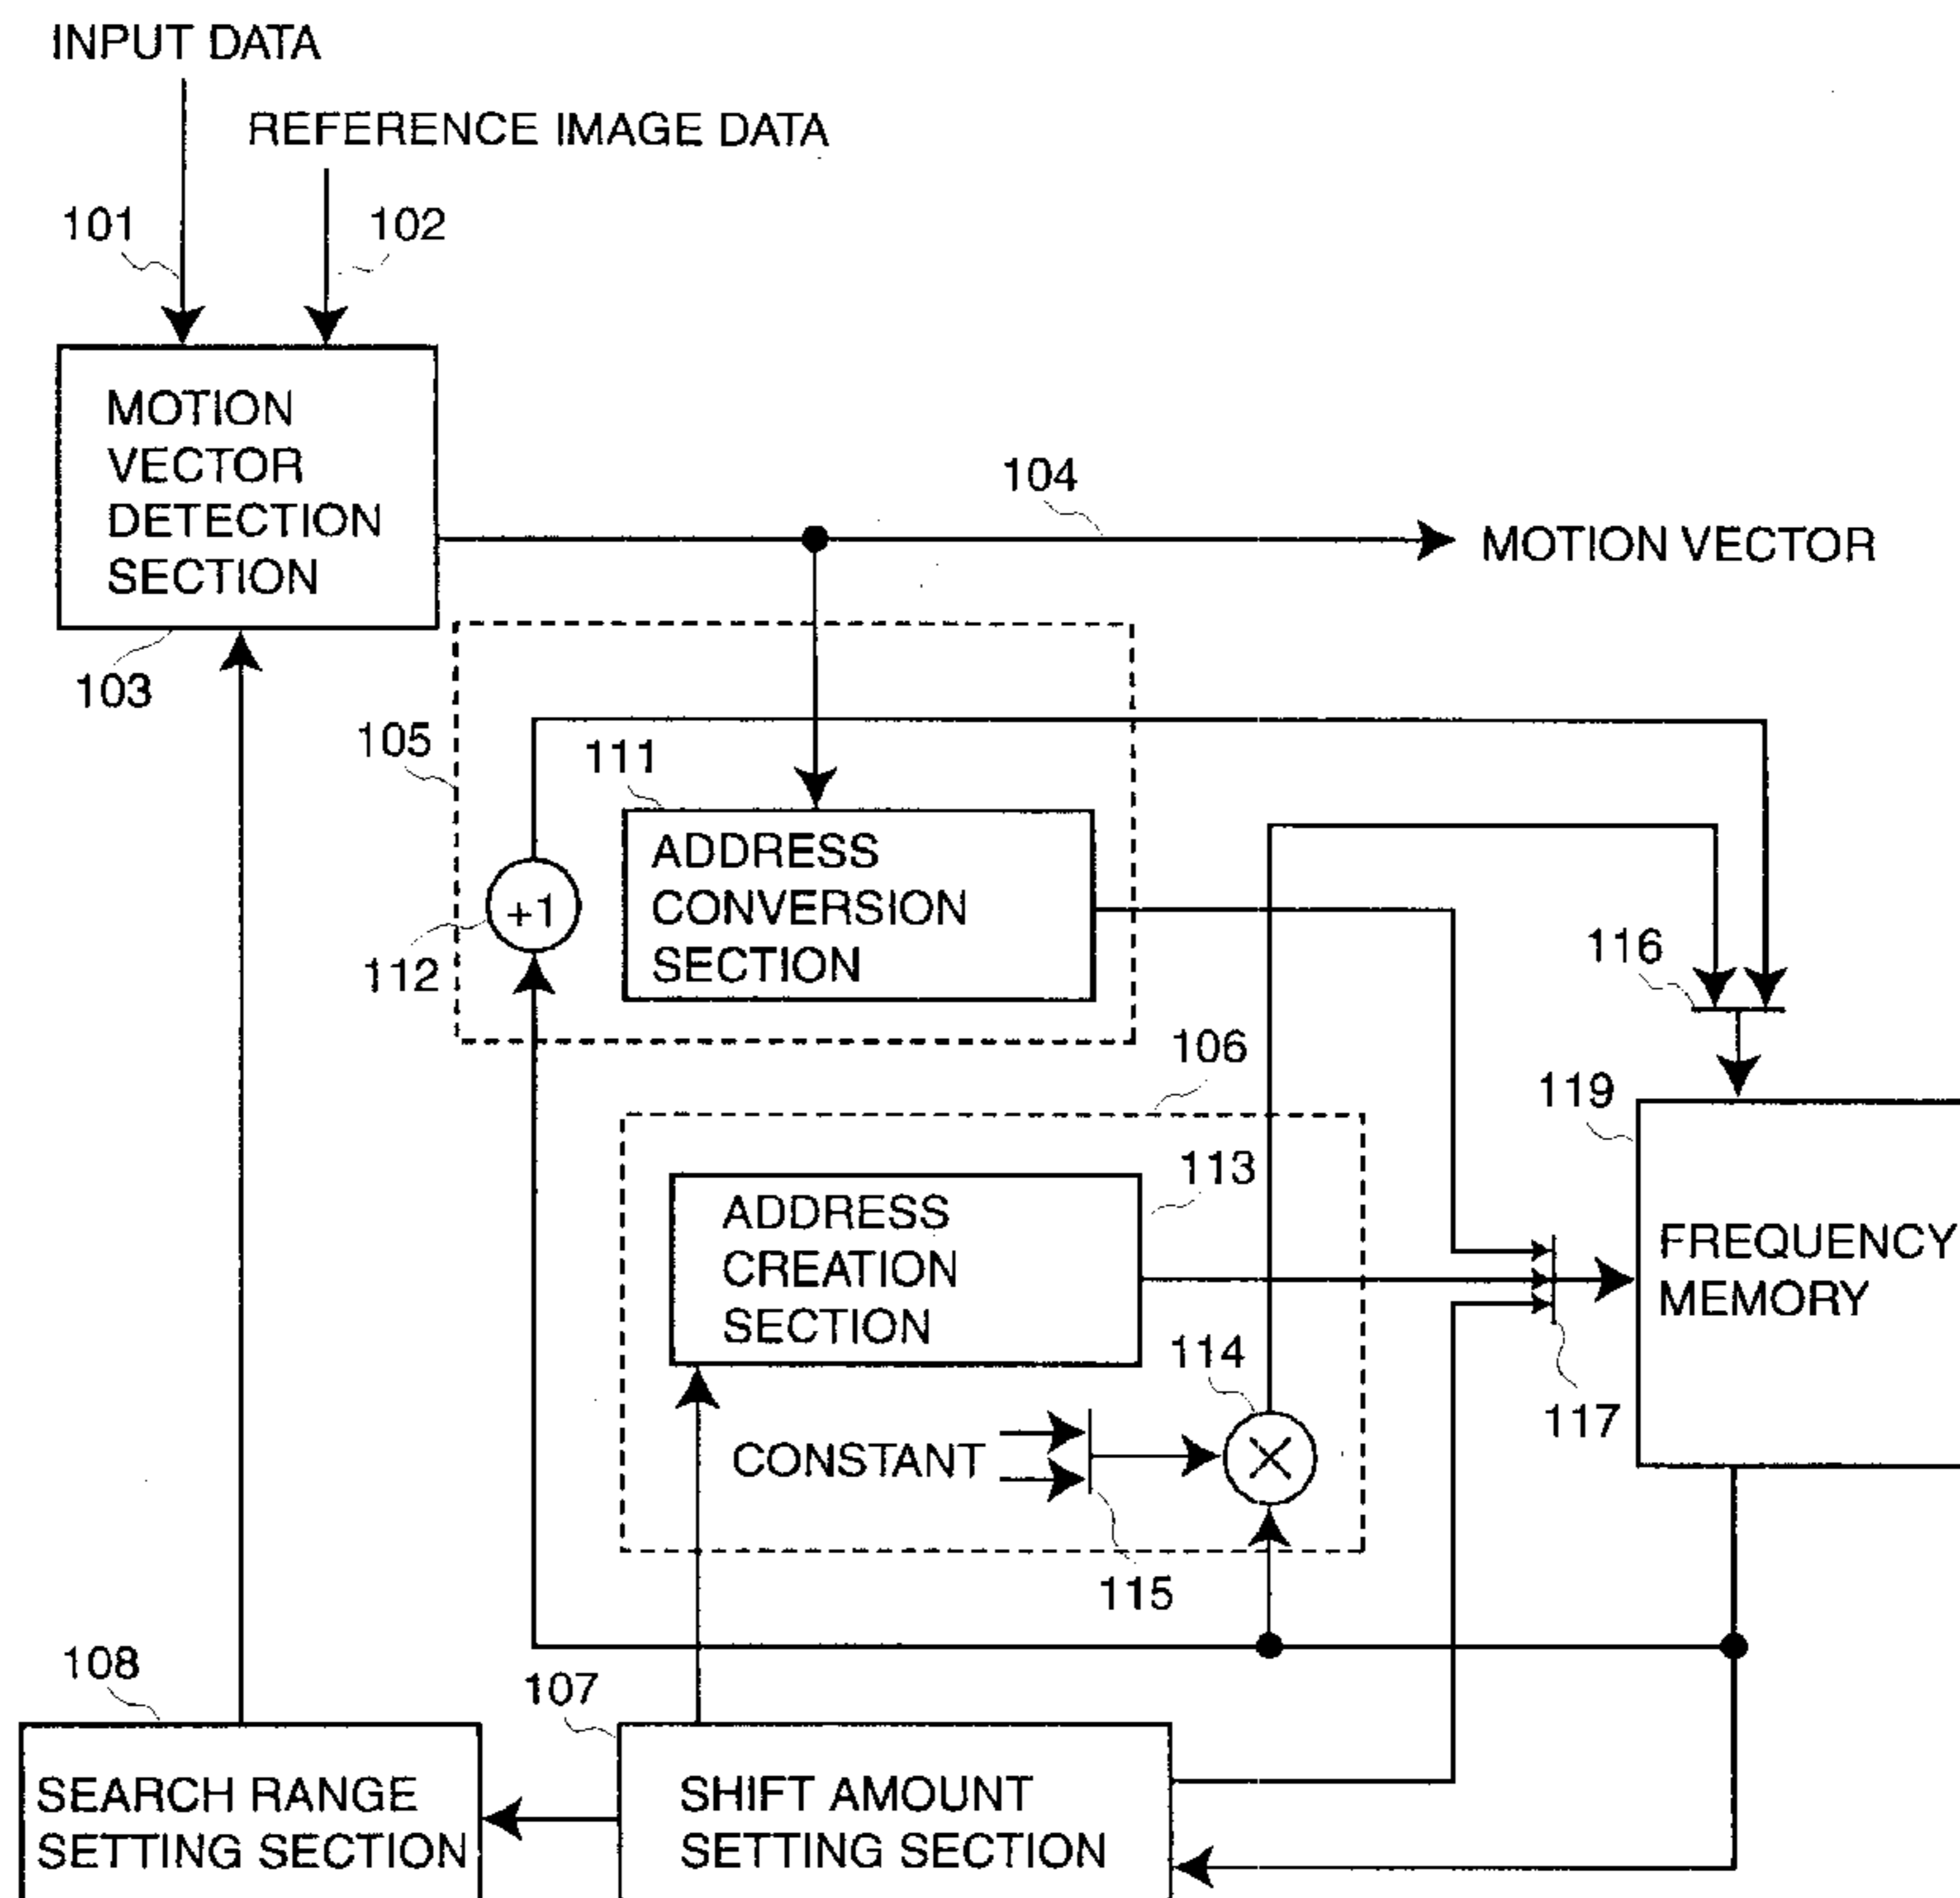 INPUT DATA
REFERENCE IMAGE DATA
101
102
MOTION
VECTOR
DETECTION
SECTION
104
MOTION VECTOR
103
105
111
ADDRESS
CONVERSION
SECTION
+1
112
116
106
119
113
ADDRESS
CREATION
SECTION
FREQUENCY
MEMORY
114
117
CONSTANT
115
108
107
SEARCH RANGE
SETTING SECTION
SHIFT AMOUNT
SETTING SECTION